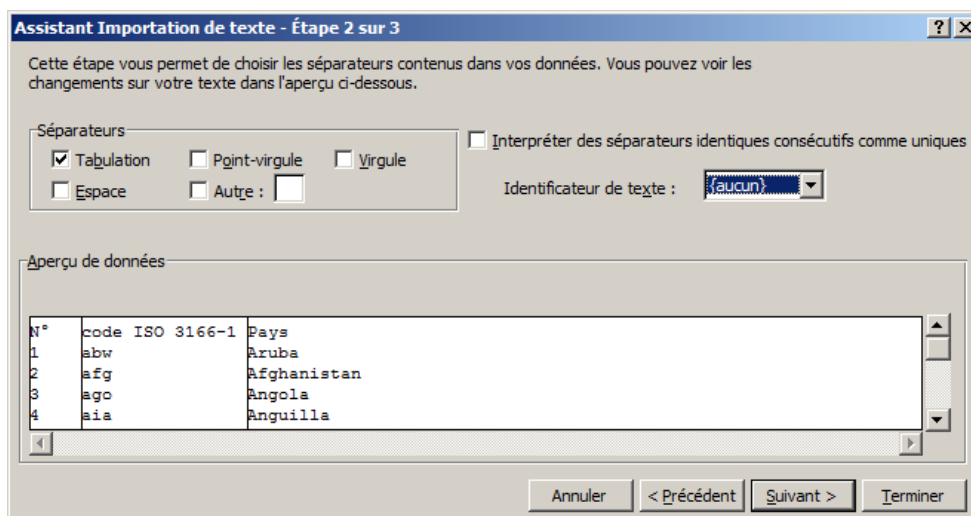 Assistant Importation de texte - Étape 2 sur 3
Cette étape vous permet de choisir les séparateurs contenus dans vos données. Vous pouvez voir les
changements sur votre texte dans l'aperçu ci-dessous.
Séparateurs
Tabulation Point-virgule Virgule
Espace Autre :
Interpréter des séparateurs identiques consécutifs comme uniques
Identificateur de texte : {aucun}
Aperçu de données
N° code ISO 3166-1 Pays
1 abw Aruba
2 afg Afghanistan
3 ago Angola
4 aia Anguilla
Annuler < Précédent Suivant > Terminer